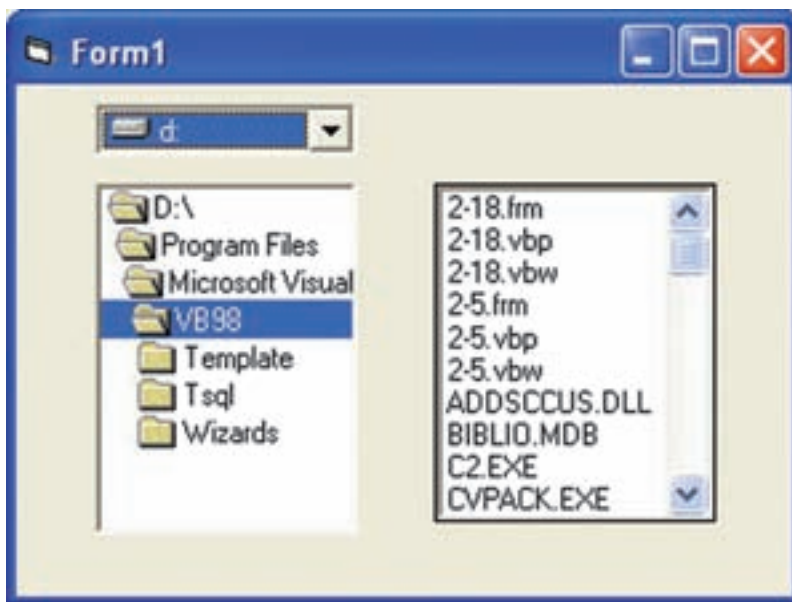 Form1
d:
D:\
Program Files
Microsoft Visual
VB98
Template
Tsql
Wizards
2-18.frm
2-18.vbp
2-18.vbw
2-5.frm
2-5.vbp
2-5.vbw
ADDSCCUS.DLL
BIBLIO.MDB
C2.EXE
CVPACK.EXE